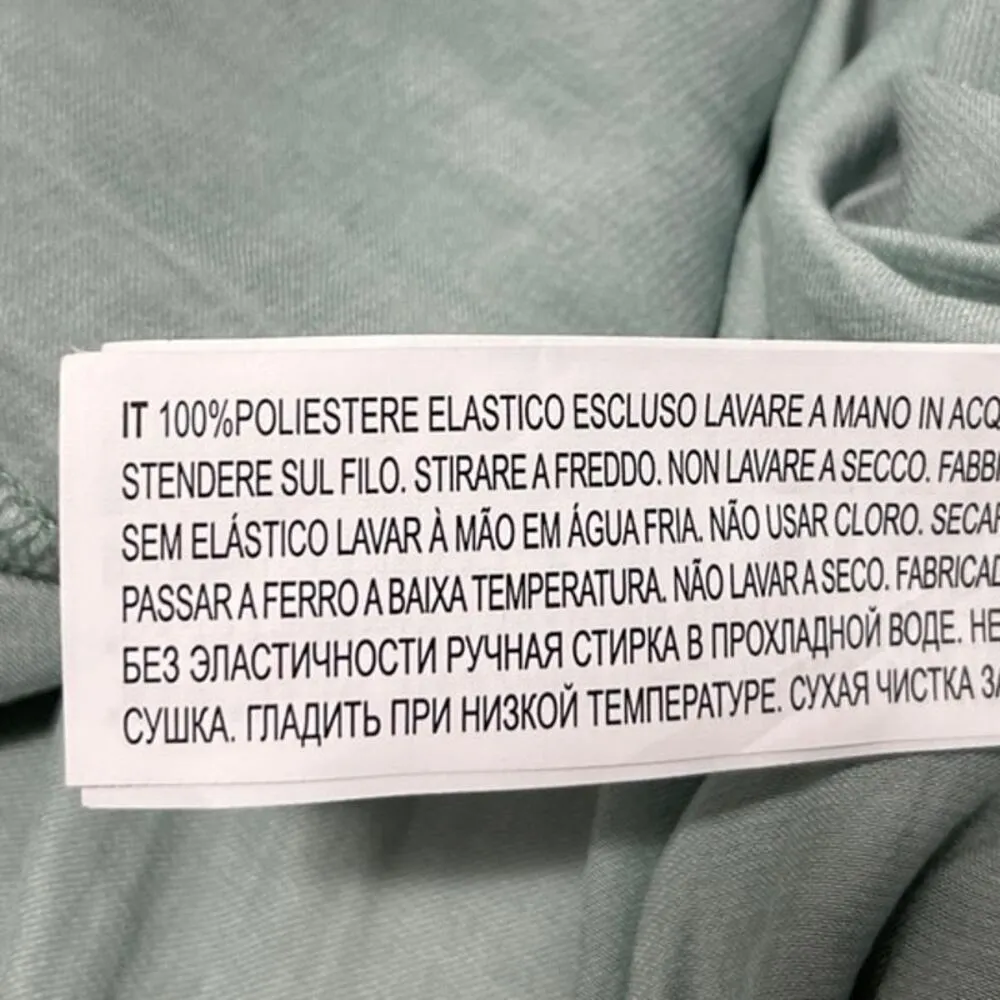 IT 100%POLIESTERE ELASTICO ESCLUSO LAVARE A MANO IN
STENDERE SUL FILO. STIRARE A FREDDO. NON LAVARE A SECCO.
SEM ELÁSTICO LAVAR À MÃO EM ÁGUA FRIA. NÃO USAR CLORO.
PASSAR A FERRO A BAIXA TEMPERATURA. NÃO LAVAR A SECO.
БЕЗ ЭЛАСТИЧНОСТИ РУЧНАЯ СТИРКА В ПРОХЛАДНОЙ ВОДЕ. НЕ
СУШКА. ГЛАДИТЬ ПРИ НИЗКОЙ ТЕМПЕРАТУРЕ. СУХАЯ ЧИСТКА